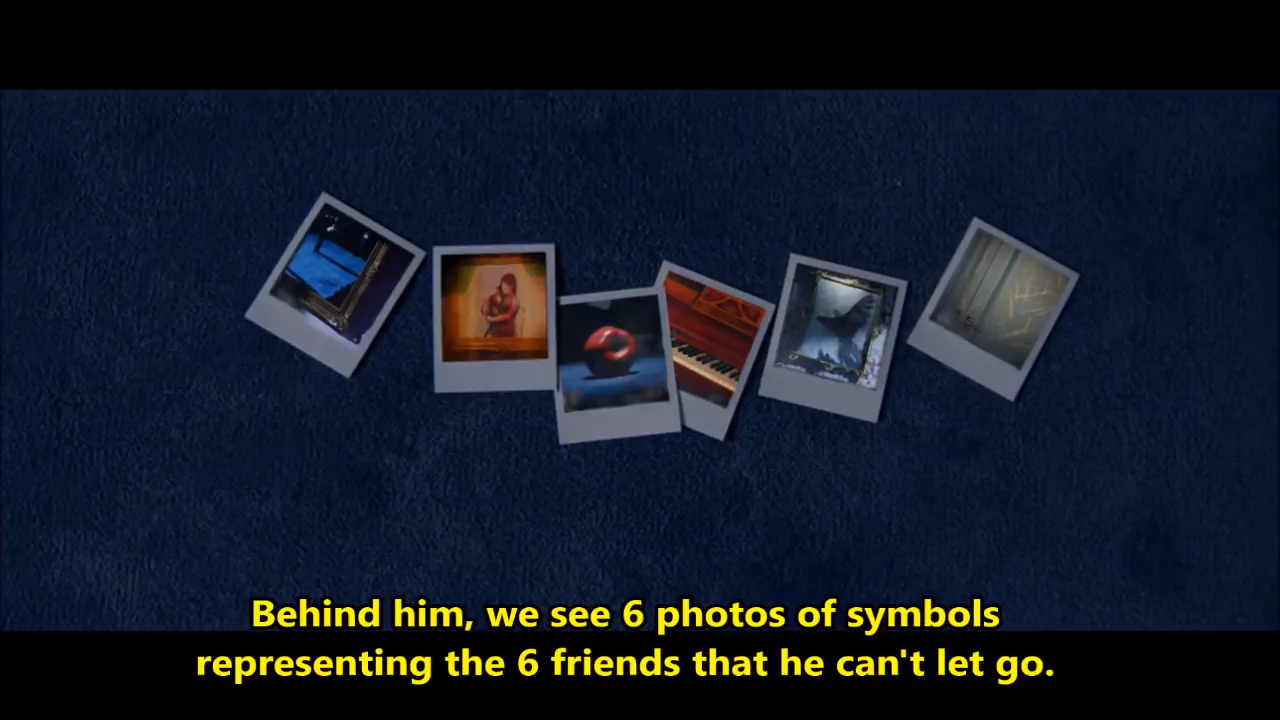 Behind him, we see 6 photos of symbols
representing the 6 friends that he can't let go.